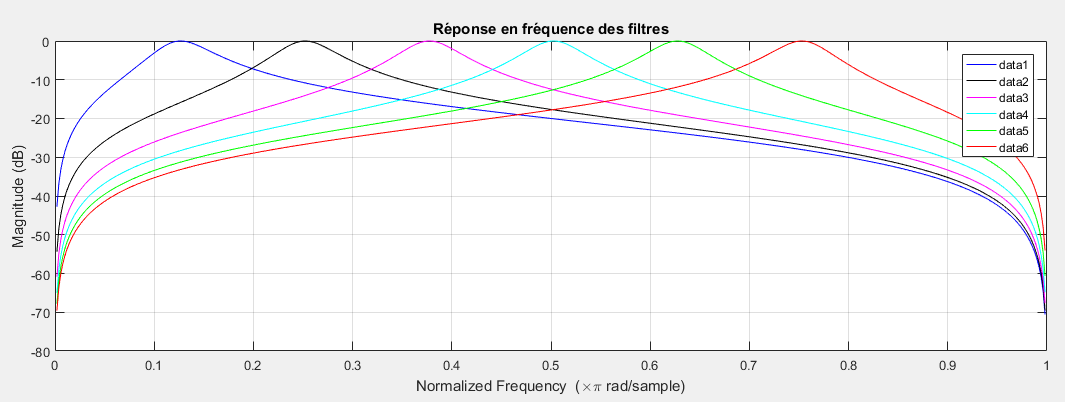 Réponse en fréquence des filtres
0
-10
-20
-30
-40
-50
-60
-70
-80
Magnitude (dB)
data1
data2
data3
data4
data5
data6
0
0.1
0.2
0.3
0.4
0.5
0.6
0.7
0.8
0.9
1
Normalized Frequency (×π rad/sample)